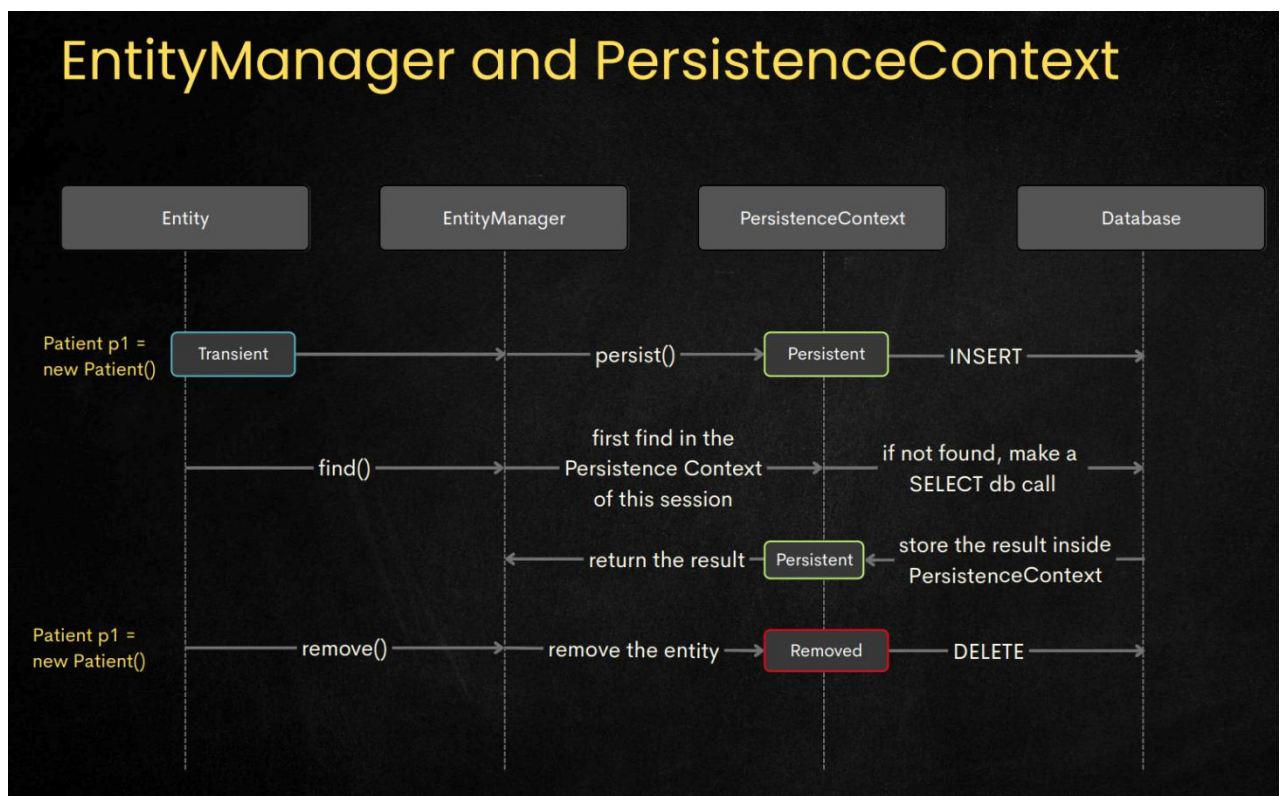 EntityManager and PersistenceContext
Entity
EntityManager
PersistenceContext
Database
Patient p1 =
new Patient()
Transient
persist()
Persistent
INSERT
find()
first find in the
Persistence Context
of this session
if not found, make a
SELECT db call
return the result
Persistent
store the result inside
PersistenceContext
Patient p1 =
new Patient()
remove()
remove the entity
Removed
DELETE